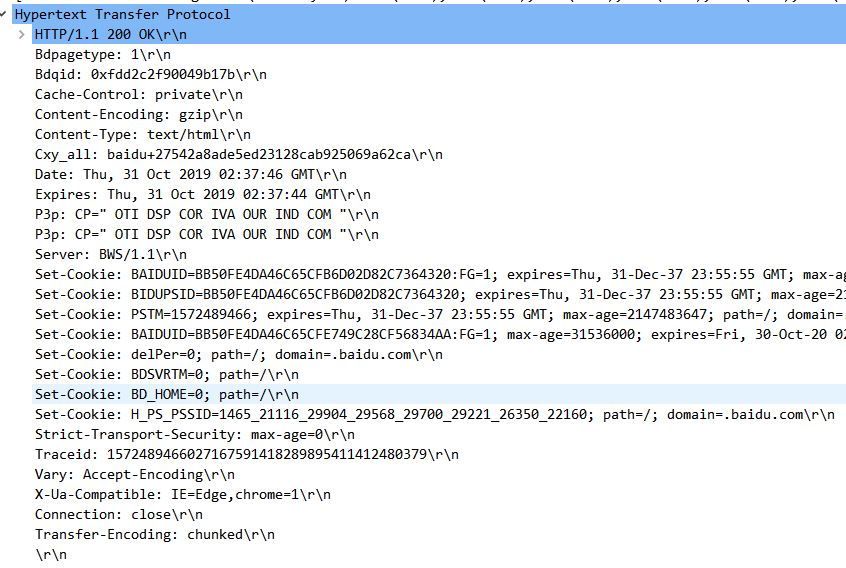 Hypertext Transfer Protocol
HTTP/1.1 200 OK\r\n
Bdpagetype: 1\r\n
Bdqid: 0xfdd2c2f90049b17b\r\n
Cache-Control: private\r\n
Content-Encoding: gzip\r\n
Content-Type: text/html\r\n
Cxy_all: baidu+27542a8ade5ed23128cab925069a62ca\r\n
Date: Thu, 31 Oct 2019 02:37:46 GMT\r\n
Expires: Thu, 31 Oct 2019 02:37:44 GMT\r\n
P3p: CP=" OTI DSP COR IVA OUR IND COM "\r\n
P3p: CP=" OTI DSP COR IVA OUR IND COM "\r\n
Server: BWS/1.1\r\n
Set-Cookie: BAIDUID=BB50FE4DA46C65CFB6D02D82C7364320:FG=1; expires=Thu, 31-Dec-37 23:55:55 GMT; max-ag
Set-Cookie: BIDUPSID=BB50FE4DA46C65CFB6D02D82C7364320; expires=Thu, 31-Dec-37 23:55:55 GMT; max-age=21
Set-Cookie: PSTM=1572489466; expires=Thu, 31-Dec-37 23:55:55 GMT; max-age=2147483647; path=/; domain=.
Set-Cookie: BAIDUID=BB50FE4DA46C65CFE749C28CF56834AA:FG=1; max-age=31536000; expires=Fri, 30-Oct-20 02
Set-Cookie: delPer=0; path=/; domain=.baidu.com\r\n
Set-Cookie: BDSVRTM=0; path=/\r\n
Set-Cookie: BD_HOME=0; path=/\r\n
Set-Cookie: H_PS_PSSID=1465_21116_29904_29568_29700_29221_26350_22160; path=/; domain=.baidu.com\r\n
Strict-Transport-Security: max-age=0\r\n
Traceid: 1572489466027167591418289895411412480379\r\n
Vary: Accept-Encoding\r\n
X-Ua-Compatible: IE=Edge,chrome=1\r\n
Connection: close\r\n
Transfer-Encoding: chunked\r\n
\r\n